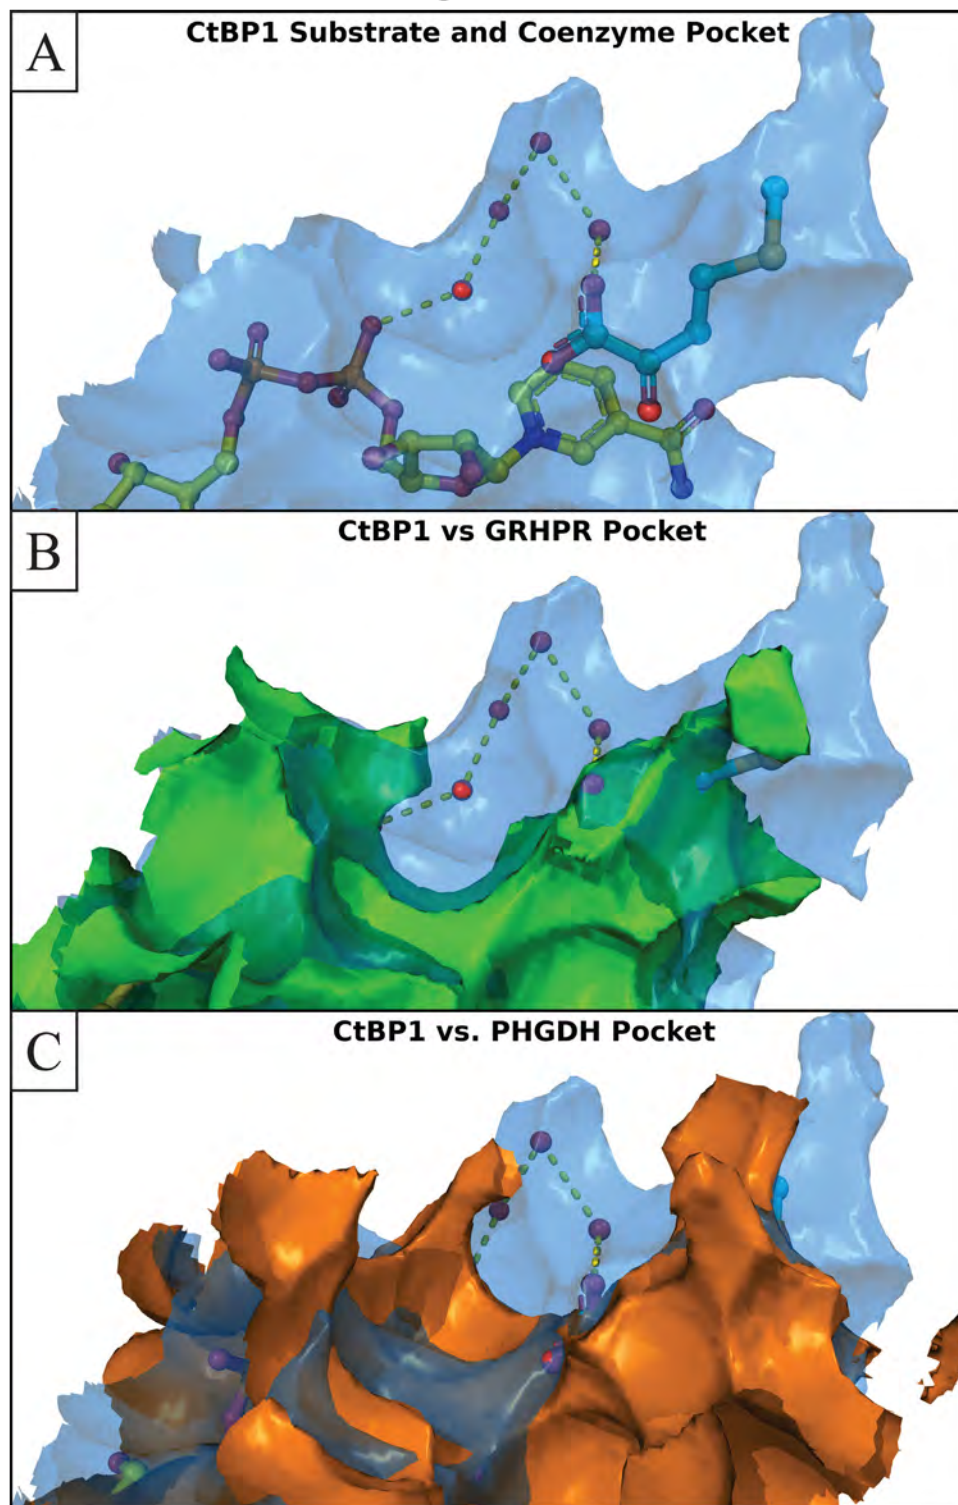 A
CtBP1 Substrate and Coenzyme Pocket
B
CtBP1 vs GRHPR Pocket
C
CtBP1 vs. PHGDH Pocket